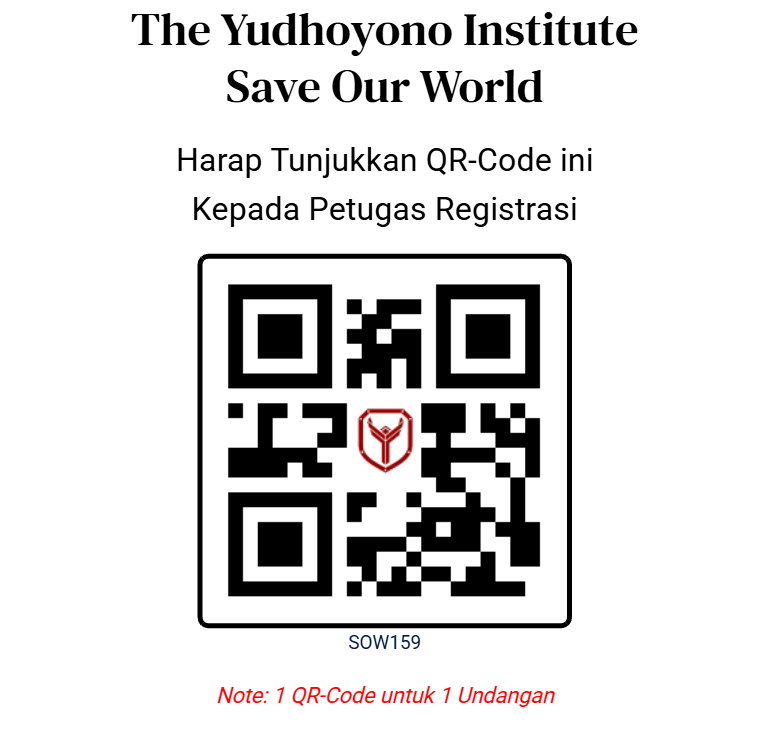 The Yudhoyono Institute
Save Our World
Harap Tunjukkan QR-Code ini
Kepada Petugas Registrasi
SOW159
Note: 1 QR-Code untuk 1 Undangan